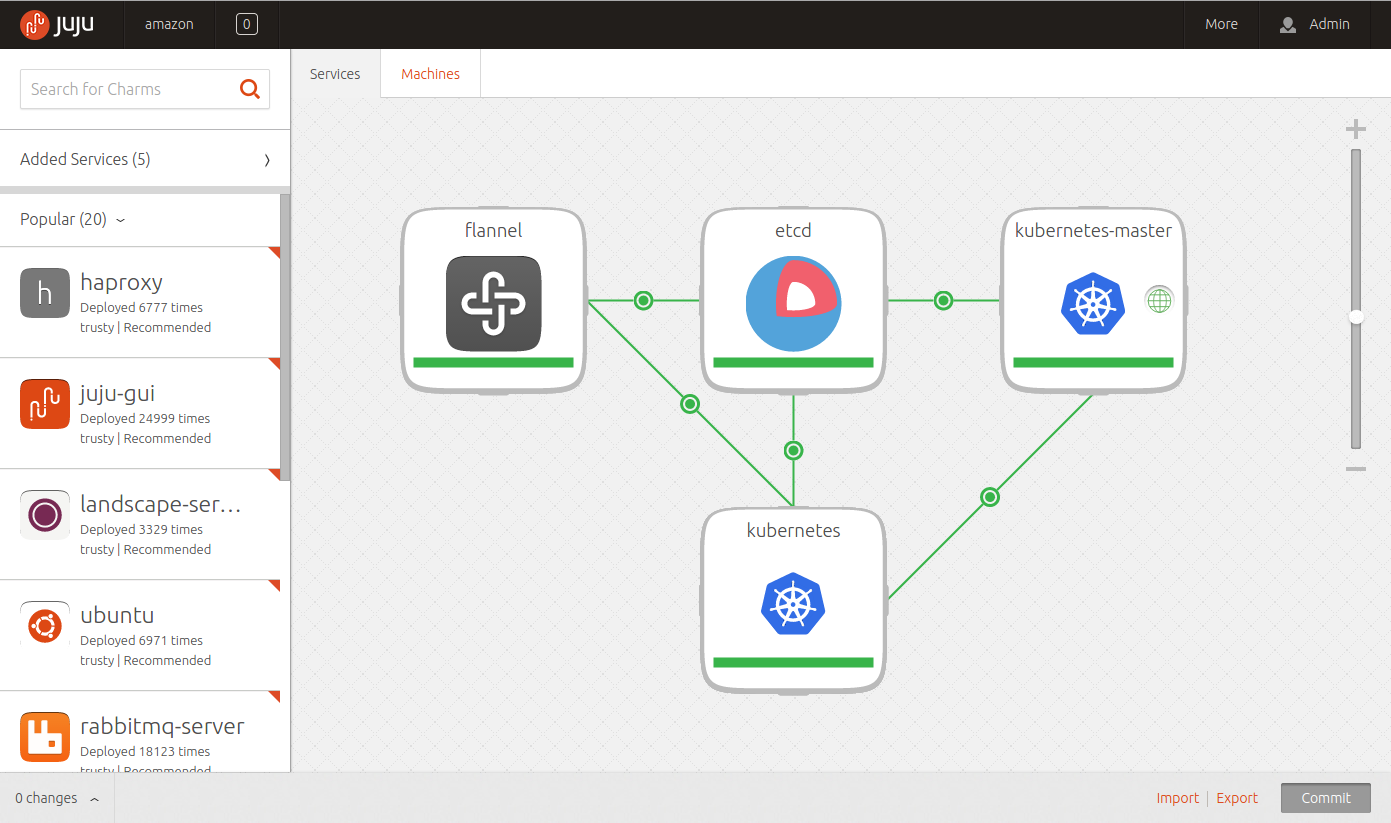 juju
amazon
0
More
Admin
Search for Charms
Services
Machines
Added Services (5)
Popular (20)
h
haproxy
Deployed 6777 times
trusty | Recommended
juju-gui
Deployed 24999 times
trusty | Recommended
landscape-ser...
Deployed 3329 times
trusty | Recommended
ubuntu
Deployed 6971 times
trusty | Recommended
rabbitmq-server
Deployed 18123 times
trusty | Recommended
flannel
etcd
kubernetes-master
kubernetes
0 changes
Import
Export
Commit